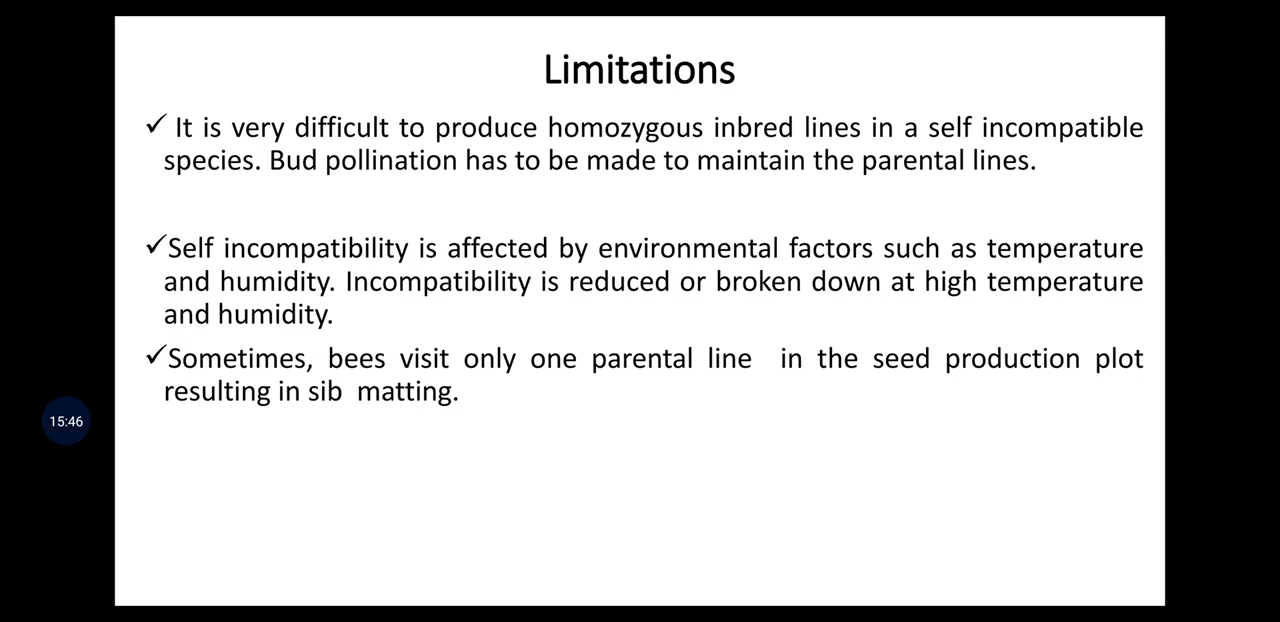 Limitations
✓ It is very difficult to produce homozygous inbred lines in a self incompatible
species. Bud pollination has to be made to maintain the parental lines.
✓Self incompatibility is affected by environmental factors such as temperature
and humidity. Incompatibility is reduced or broken down at high temperature
and humidity.
✓Sometimes, bees visit only one parental line in the seed production plot
resulting in sib matting.
15:46